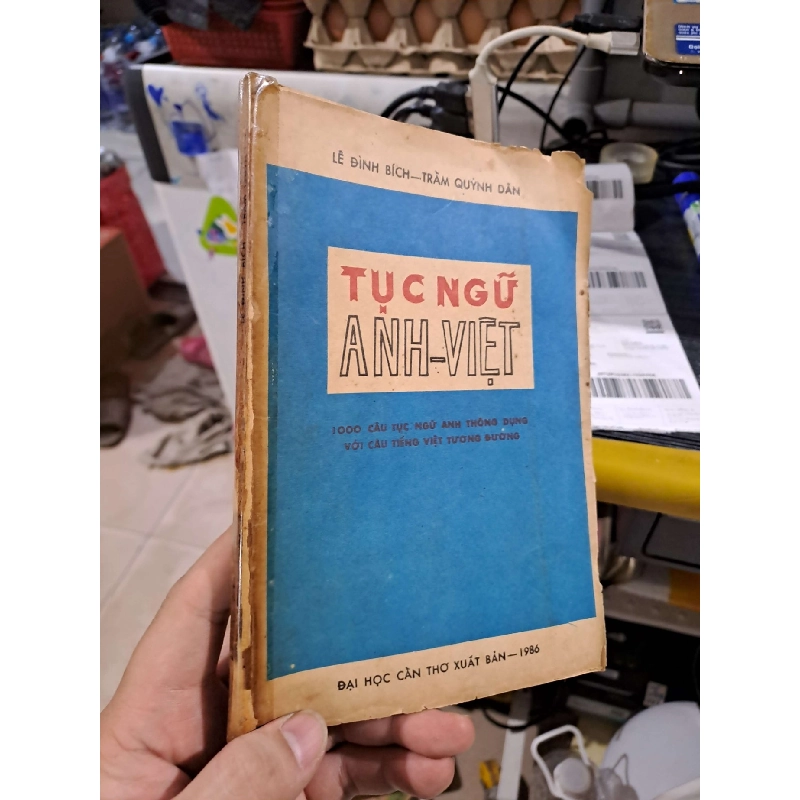 LÊ ĐÌNH BÍCH—TRẦM QUỲNH DÂN
TỤC NGỮ
ANH-VIỆT
1000 CÂU TỤC NGỮ ANH THÔNG DỤNG
VỚI CÂU TIẾNG VIỆT TƯƠNG ĐƯƠNG
ĐẠI HỌC CẦN THƠ XUẤT BẢN—1986